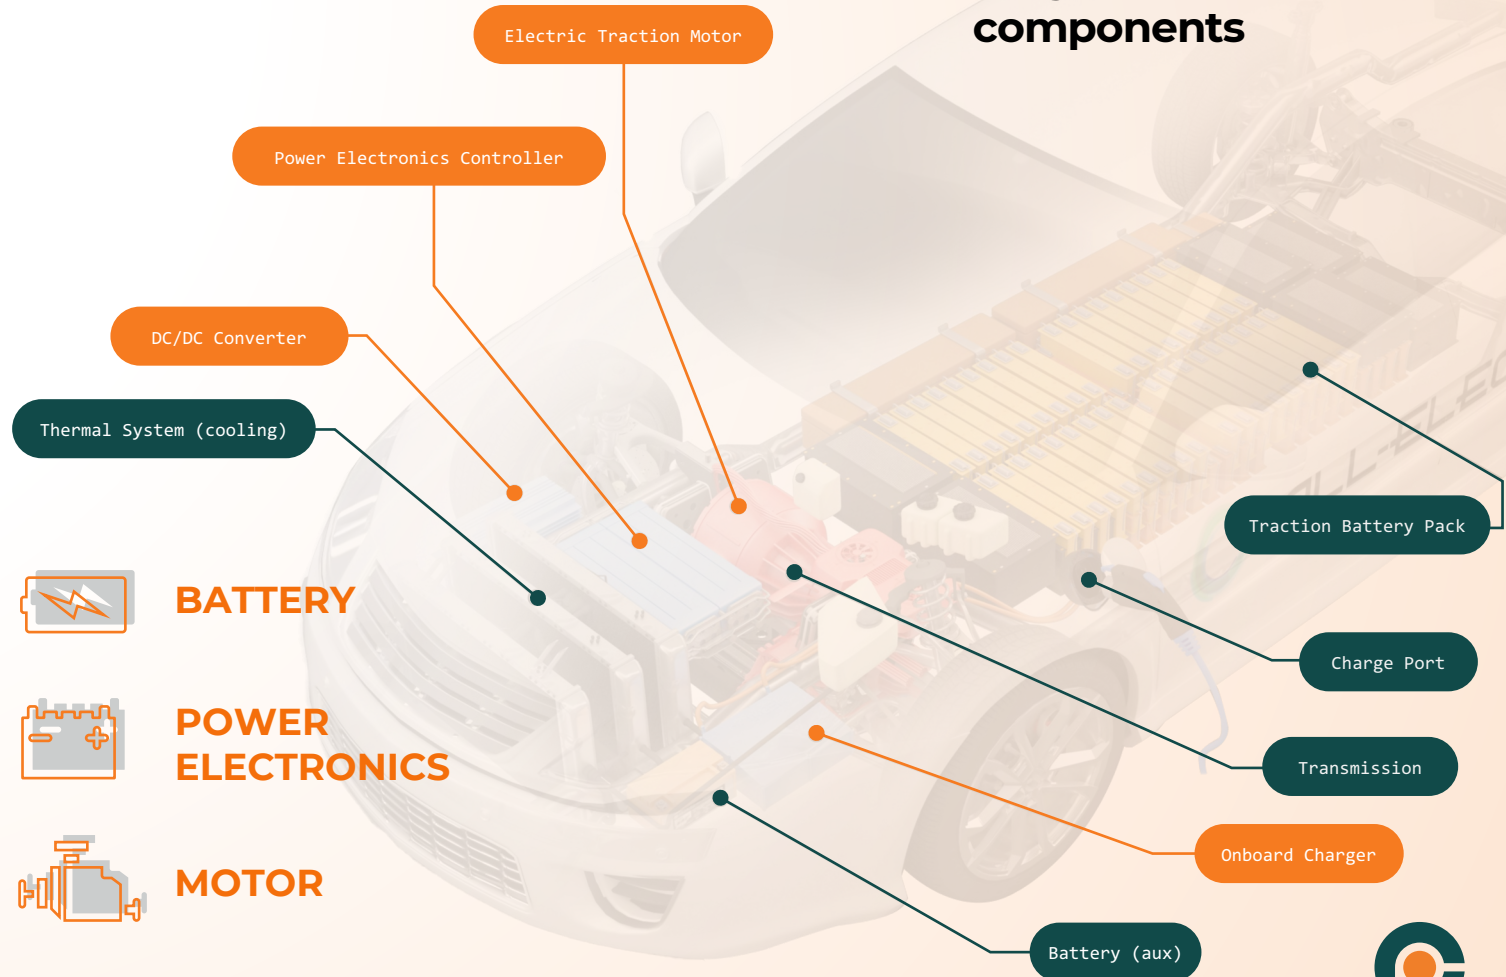 components
Electric Traction Motor
Power Electronics Controller
DC/DC Converter
Thermal System (cooling)
Traction Battery Pack
BATTERY
Charge Port
POWER
ELECTRONICS
Transmission
Onboard Charger
MOTOR
Battery (aux)